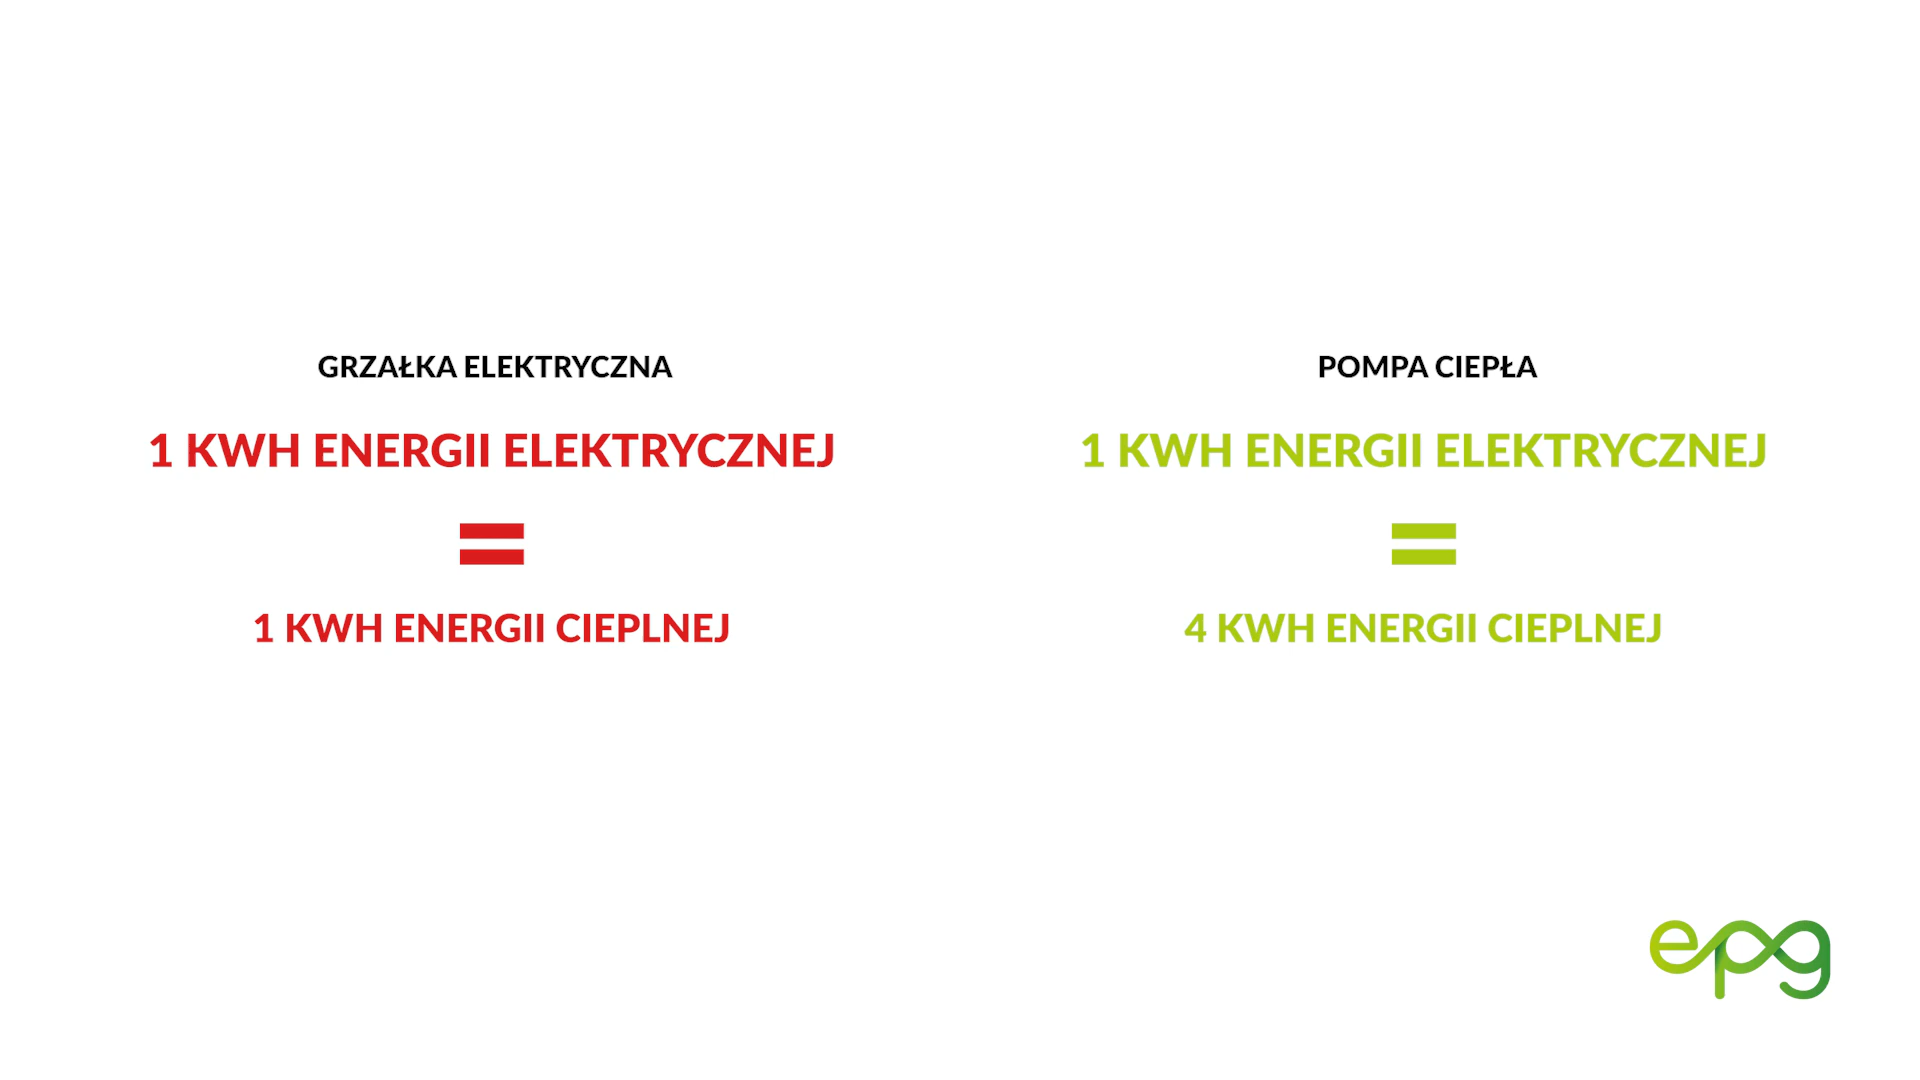 GRZAŁKA ELEKTRYCZNA
1 KWH ENERGII ELEKTRYCZNEJ
=
1 KWH ENERGII CIEPLNEJ
POMPA CIEPŁA
1 KWH ENERGII ELEKTRYCZNEJ
=
4 KWH ENERGII CIEPLNEJ
epg